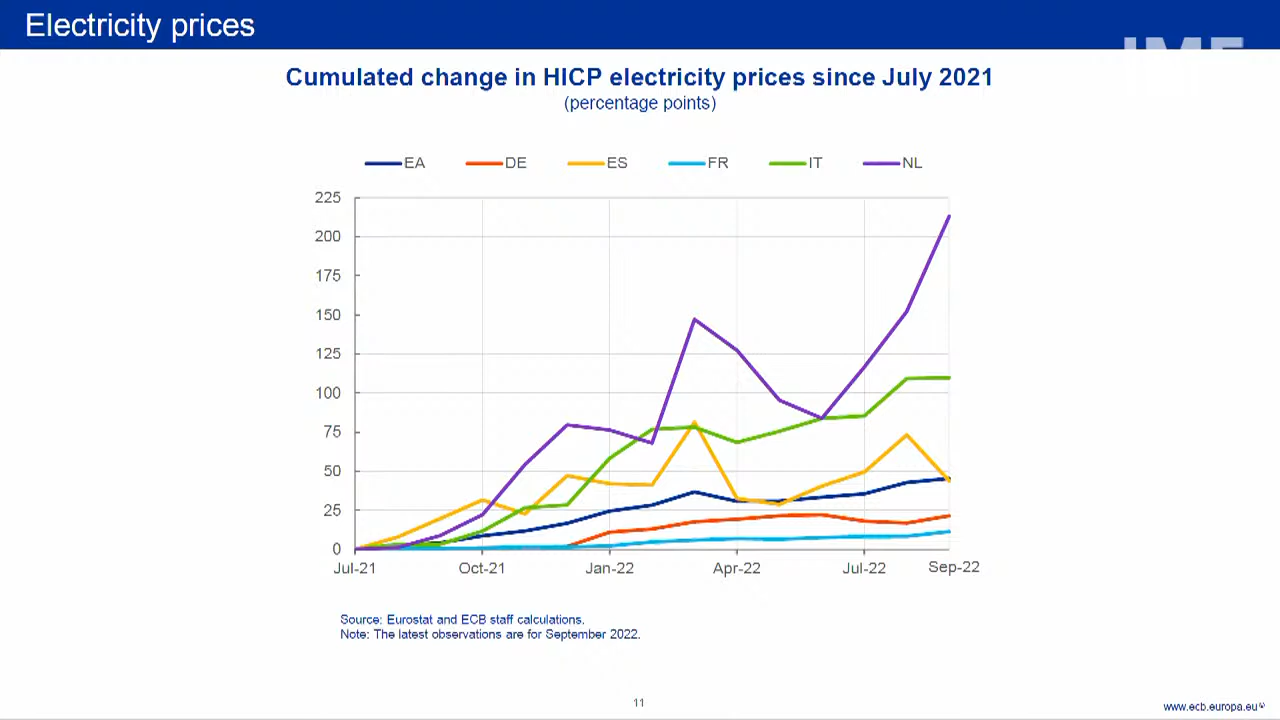 Electricity prices
Cumulated change in HICP electricity prices since July 2021
(percentage points)
EA DE ES FR IT NL
225
200
175
150
125
100
75
50
25
0
Jul-21 Oct-21 Jan-22 Apr-22 Jul-22 Sep-22
Source: Eurostat and ECB staff calculations.
Note: The latest observations are for September 2022.
11
www.ecb.europa.eu©